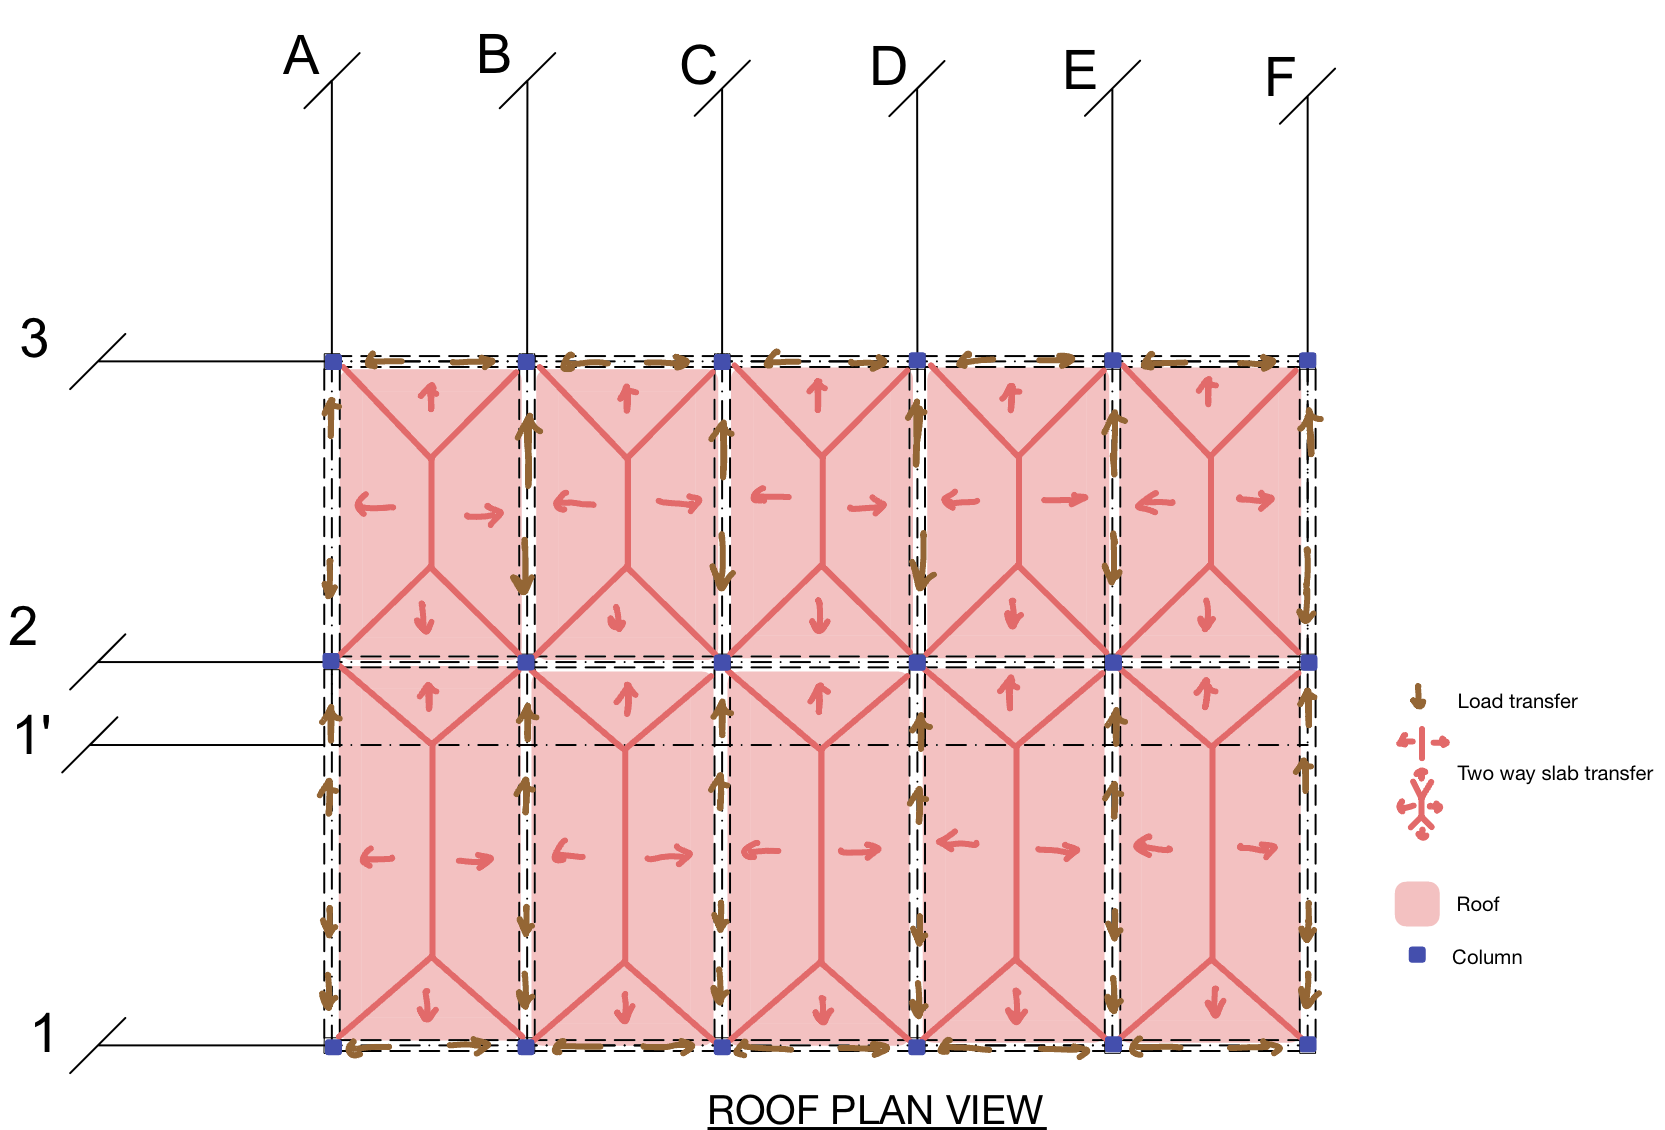 A
B
C
D
E
F
3
2
1'
1
Load transfer
Two way slab transfer
Roof
Column
ROOF PLAN VIEW